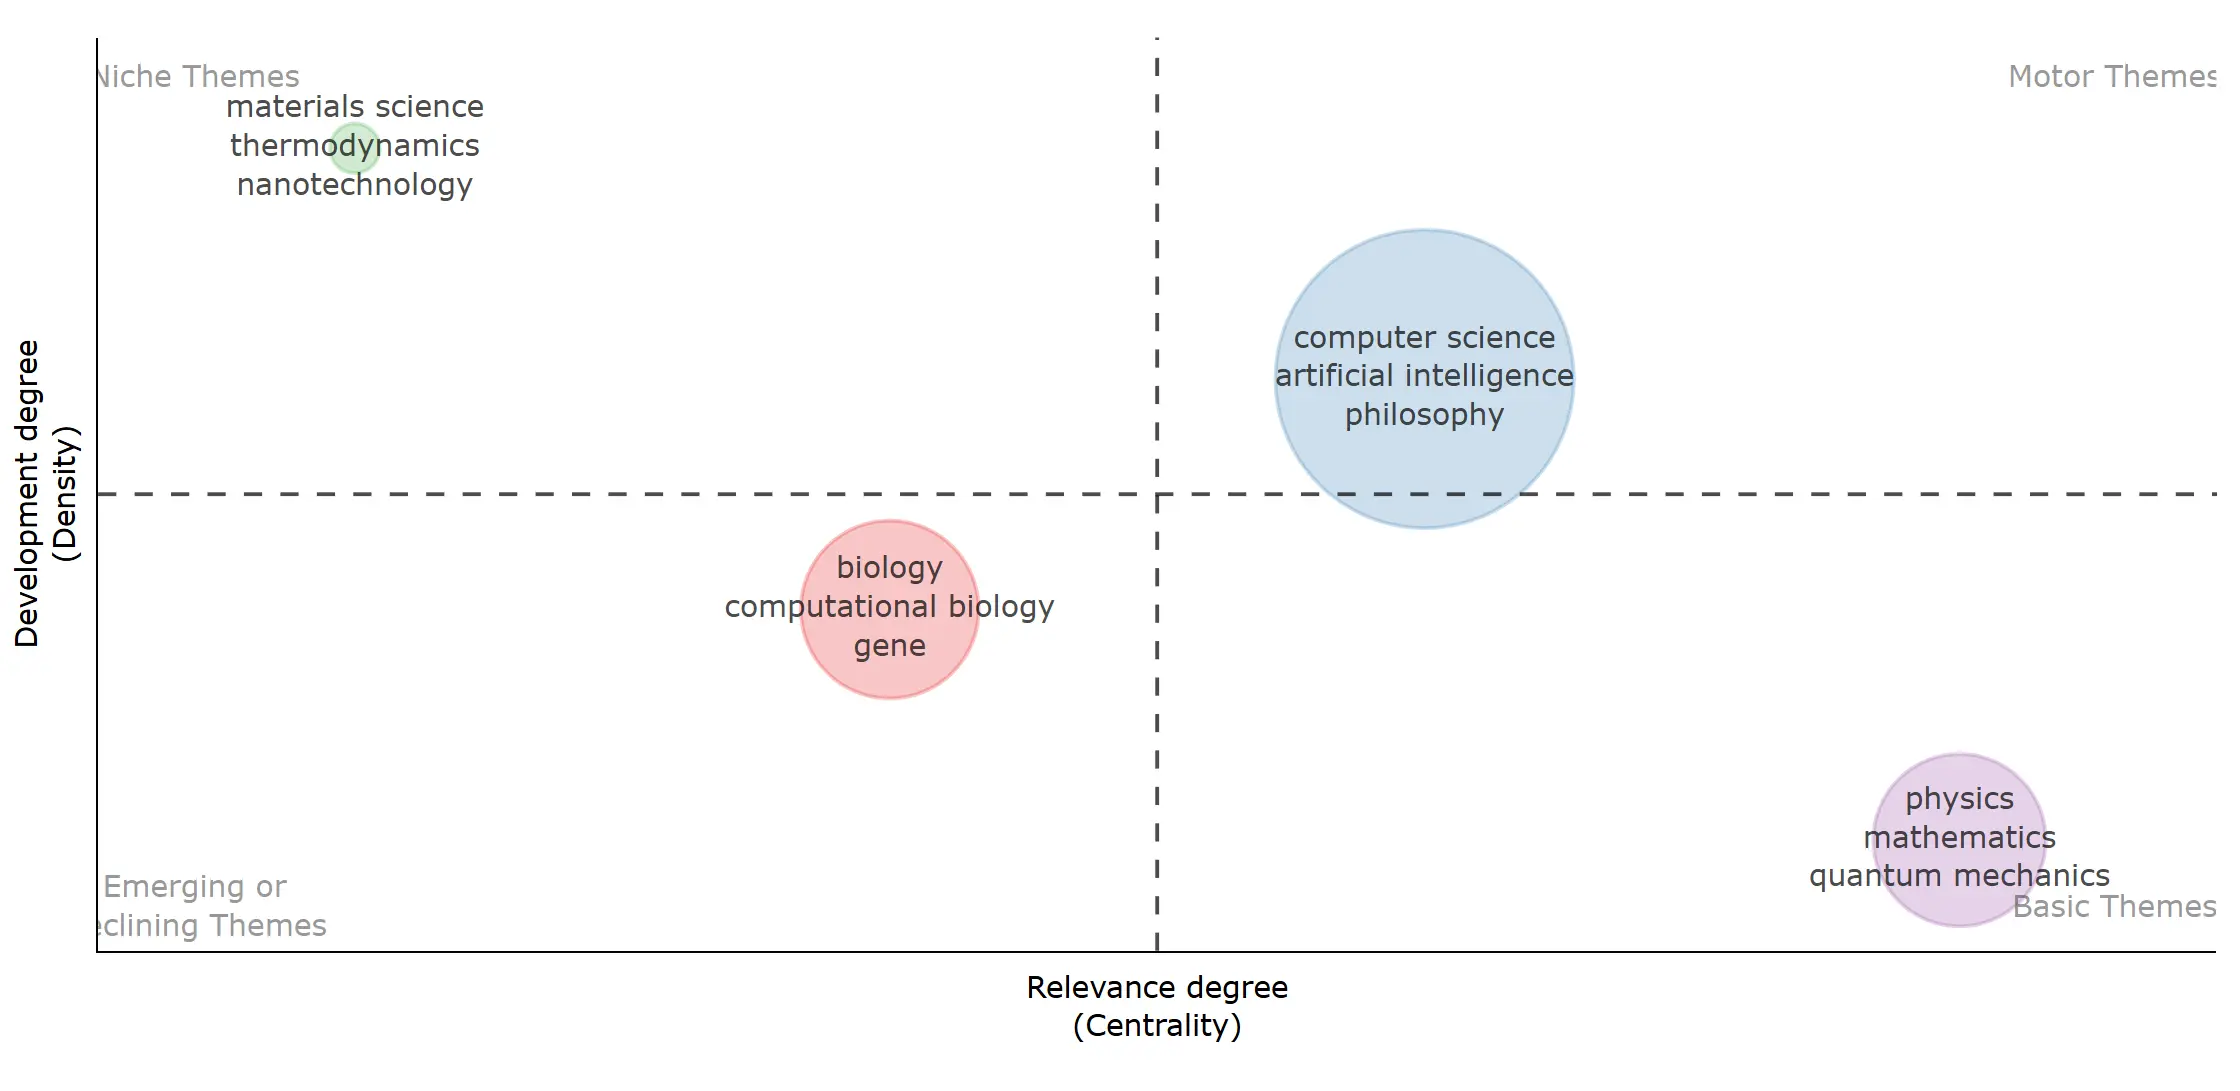 Niche Themes
Motor Themes
materials science
thermodynamics
nanotechnology
computer science
artificial intelligence
philosophy
Development degree
(Density)
biology
computational biology
gene
physics
mathematics
quantum mechanics
Emerging or
eclining Themes
Basic Themes
Relevance degree
(Centrality)